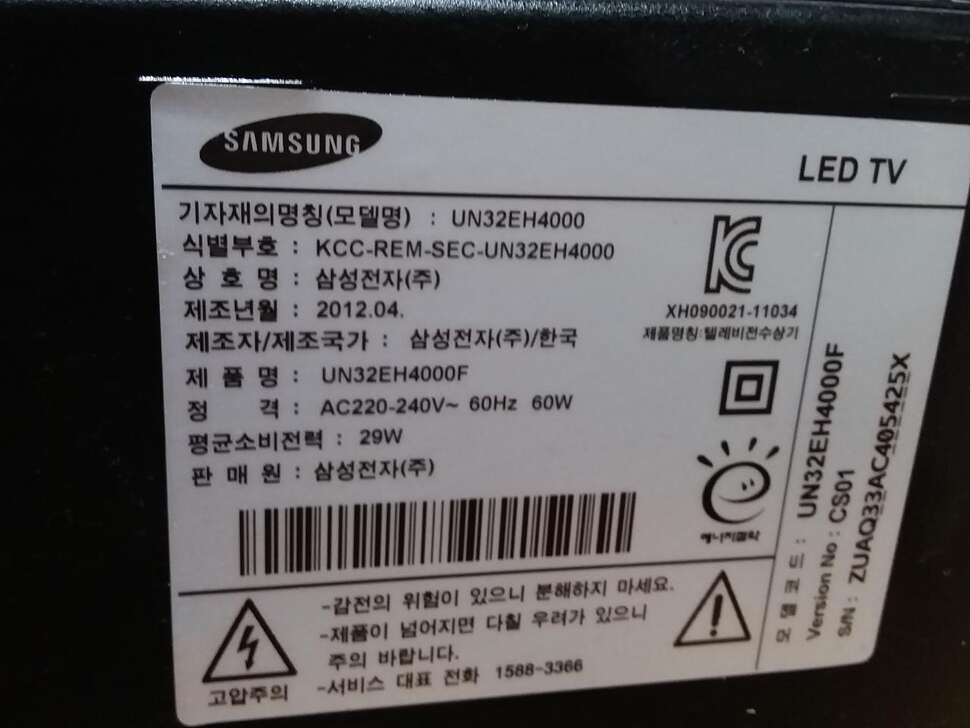 SAMSUNG
LED TV
기자재의명칭(모델명) : UN32EH4000
식별부호 : KCC-REM-SEC-UN32EH4000
상 호 명 : 삼성전자(주)
제조년월 : 2012.04.
제조자/제조국가 : 삼성전자(주)/한국
제 품 명 : UN32EH4000F
정 격 : AC220-240V~ 60Hz 60W
평균소비전력 : 29W
판 매 원 : 삼성전자(주)
XH090021-11034
제품명칭:텔레비전수상기
에너지절약
모 델 코 드 : UN32EH4000F
Version No : CS01
S/N : ZUAQ33AC405425X
고압주의
-감전의 위험이 있으니 분해하지 마세요.
-제품이 넘어지면 다칠 우려가 있으니
주의 바랍니다.
-서비스 대표 전화 1588-3366